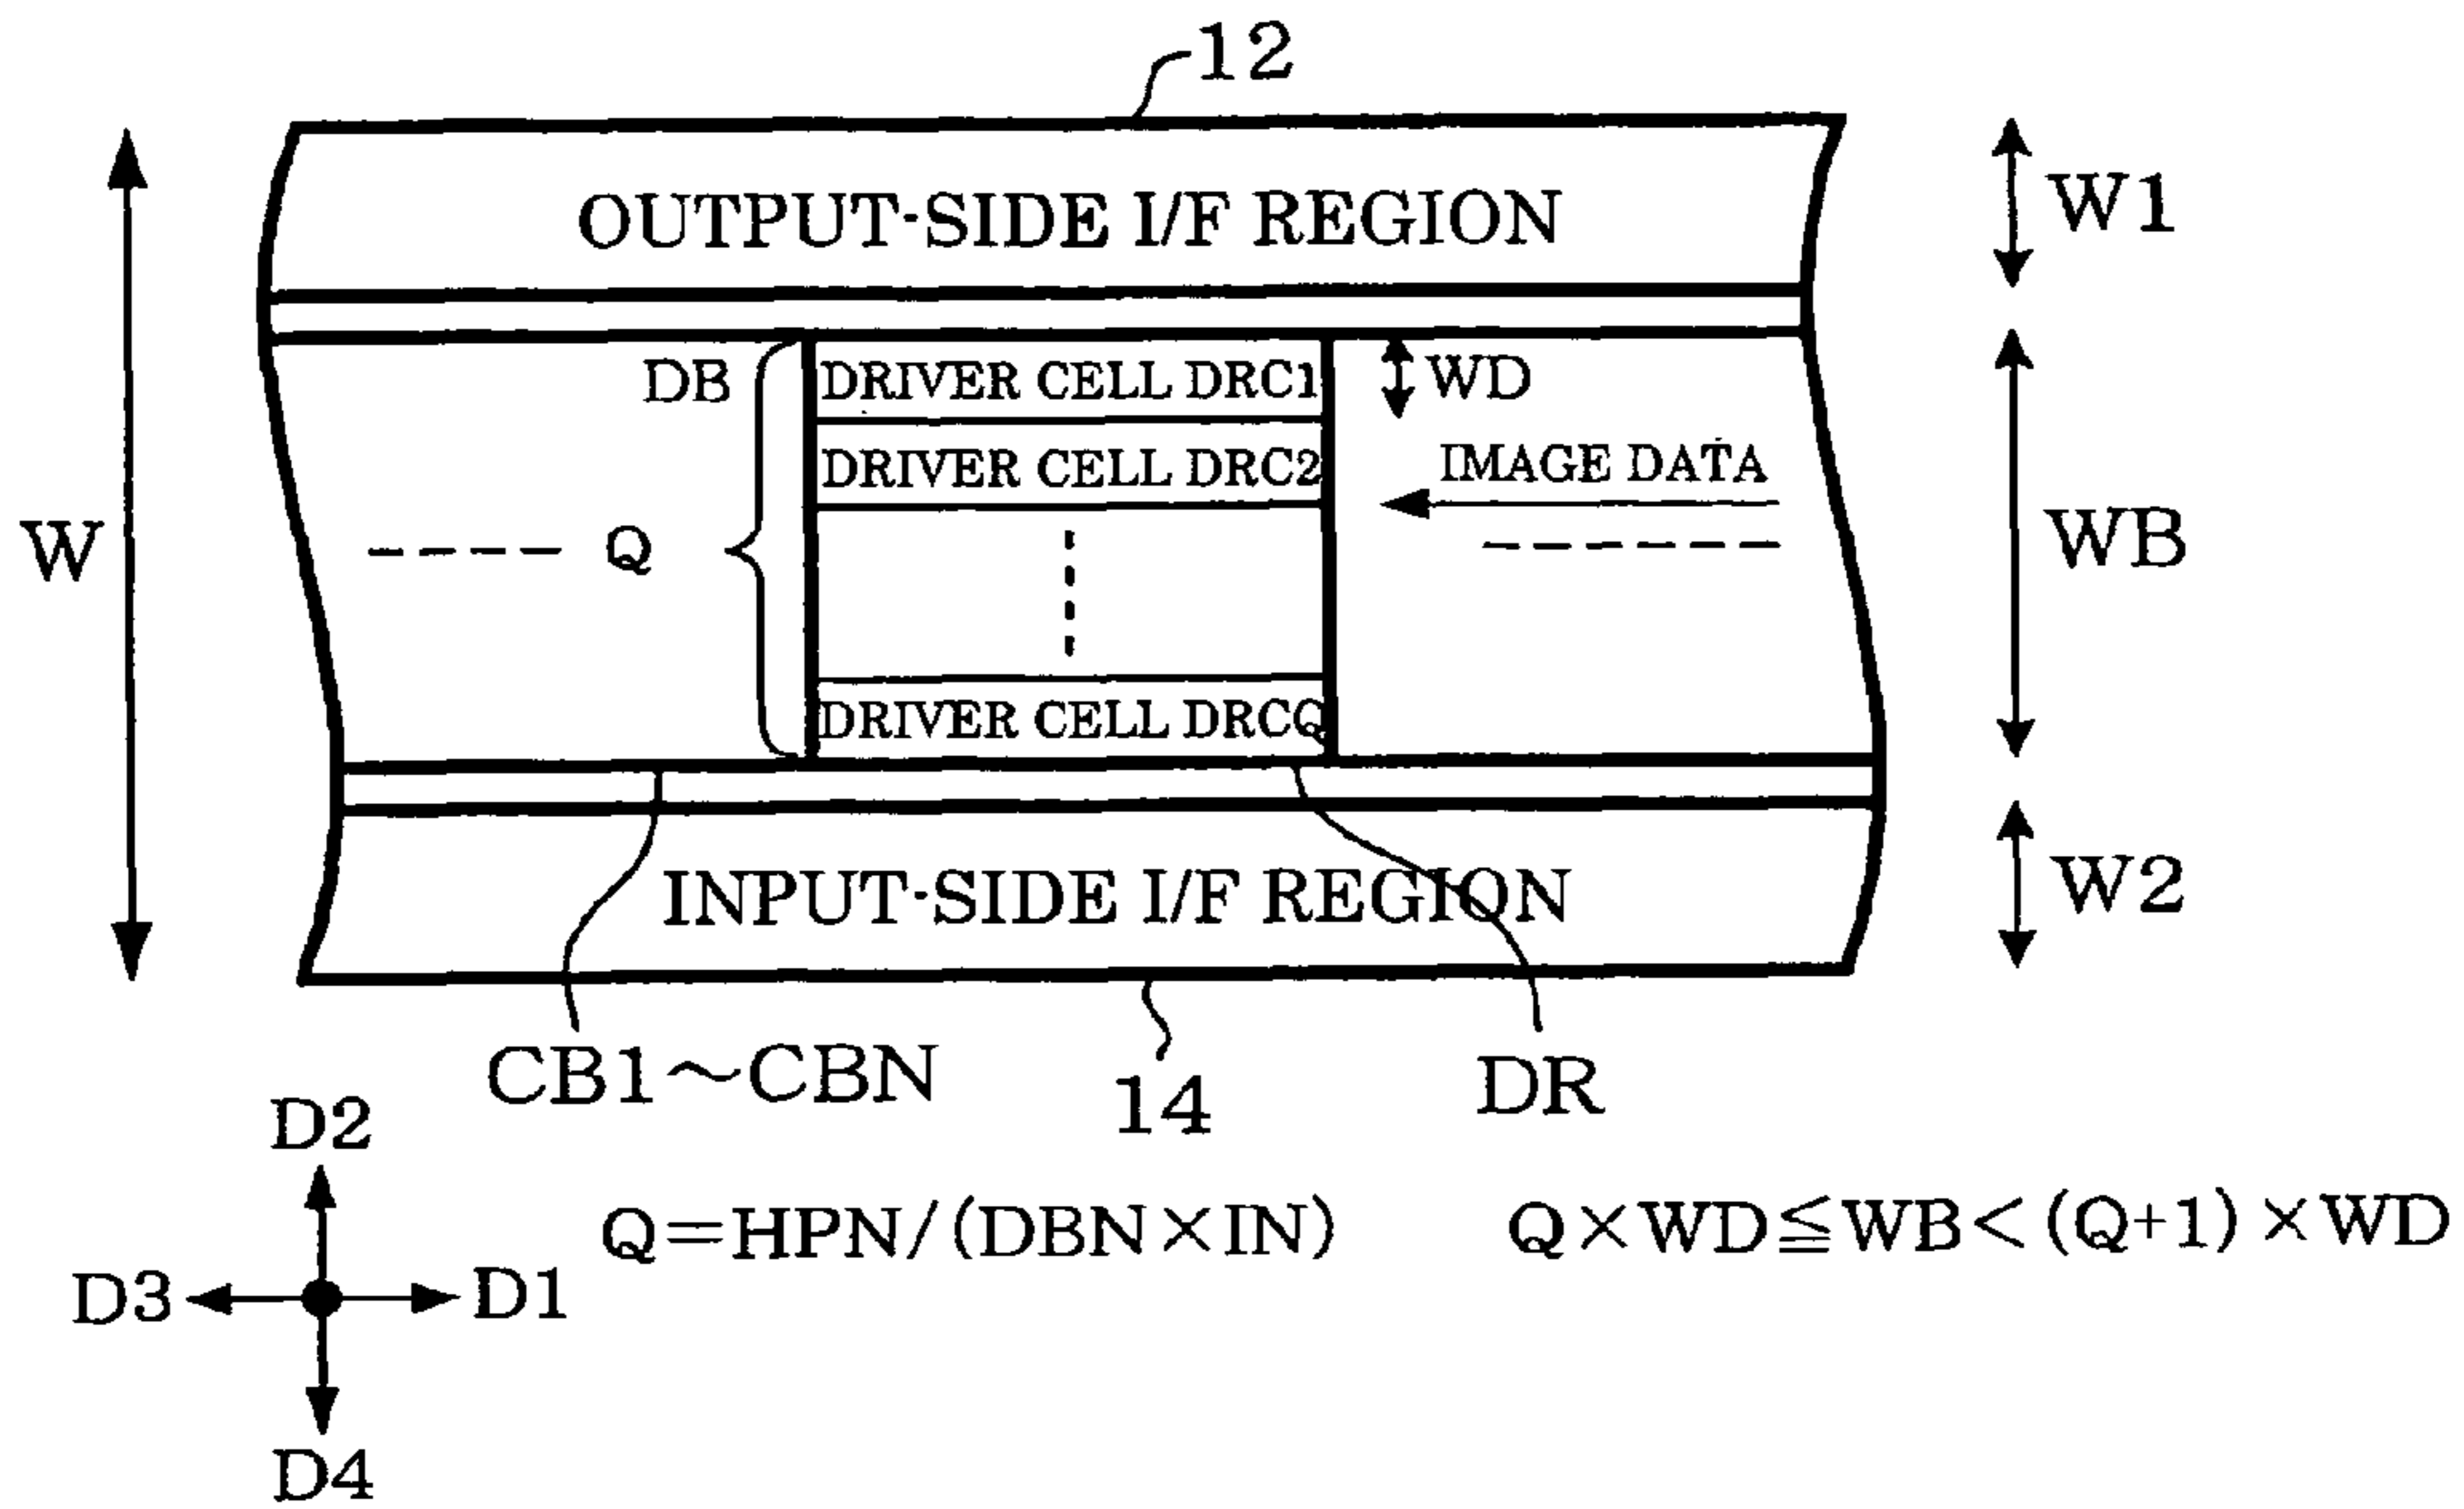 12
OUTPUT-SIDE I/F REGION
W1
DB
DRIVER CELL DRC1
WD
DRIVER CELL DRC2
IMAGE DATA
W
Q
WB
DRIVER CELL DRCQ
INPUT-SIDE I/F REGION
W2
CB1~CBN
14
DR
D2
Q=HPN/(DBN×IN)
Q×WD≦WB<(Q+1)×WD
D3
D1
D4